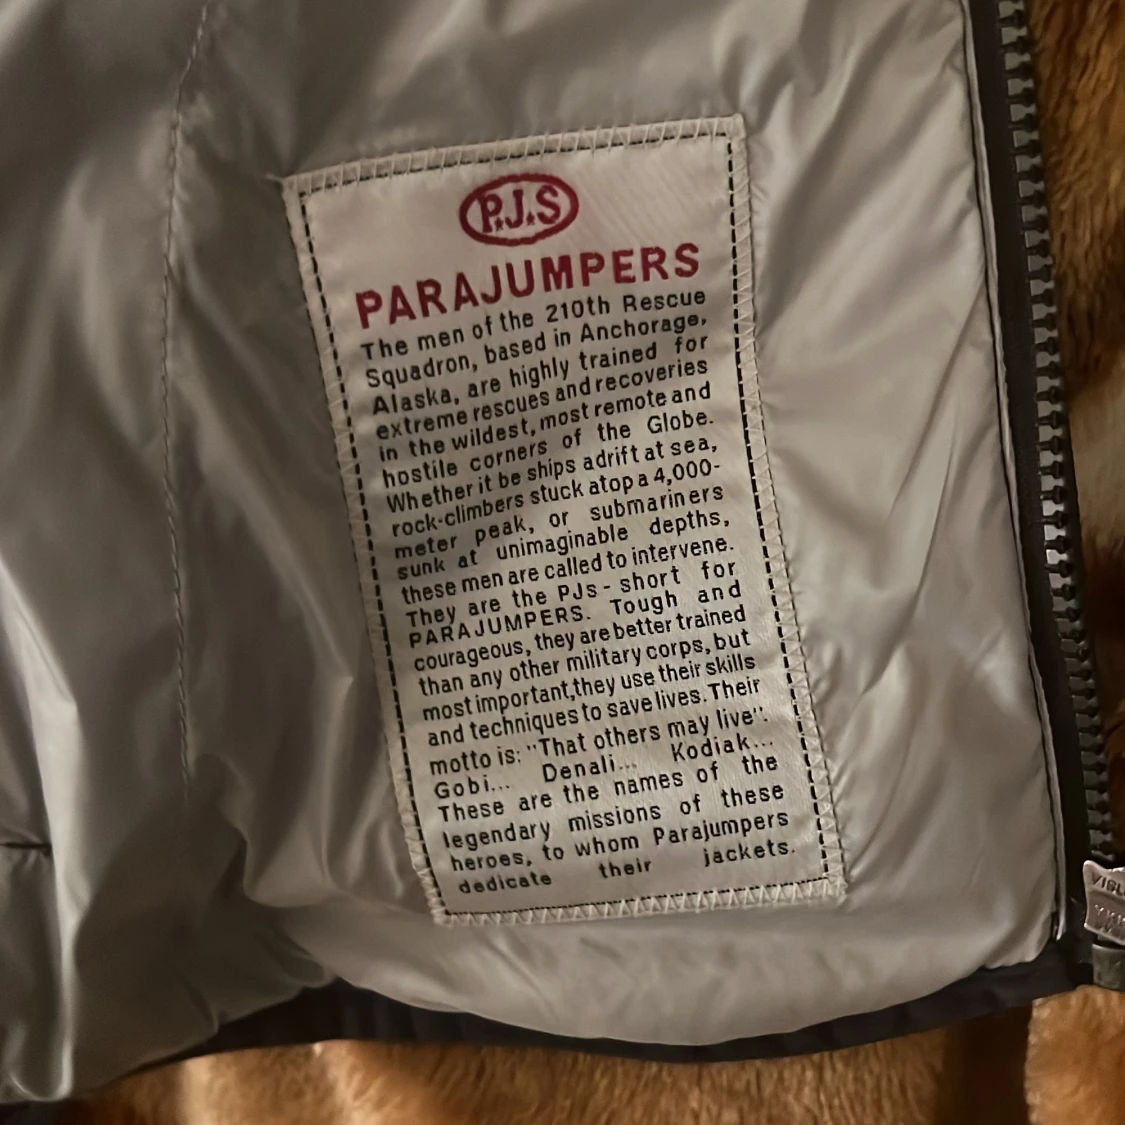 P.J.S
PARAJUMPERS
The men of the 210th Rescue
Squadron, based in Anchorage,
Alaska, are highly trained for
extreme rescues and recoveries
in the wildest, most remote and
hostile corners of the Globe.
Whether it be ships adrift at sea,
rock-climbers stuck atop a 4,000-
meter peak, or submariners
sunk at unimaginable depths,
these men are called to intervene.
They are the PJs - short for
PARAJUMPERS. Tough and
courageous, they are better trained
than any other military corps, but
most important,they use their skills
and techniques to save lives. Their
motto is: "That others may live".
Gobi... Denali... Kodiak...
These are the names of the
legendary missions of these
heroes, to whom Parajumpers
dedicate their jackets.